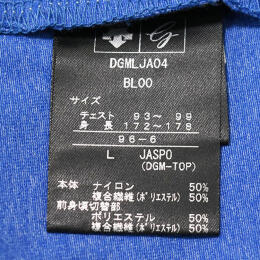 DGMLJA04
BL00
サイズ
チェスト 93～ 99
身 長 172～178
96-6
L JASPO
(DGM-TOP)
本体 ナイロン 50%
複合繊維(ポリエステル) 50%
前身頃切替部
ポリエステル 50%
複合繊維(ポリエステル) 50%